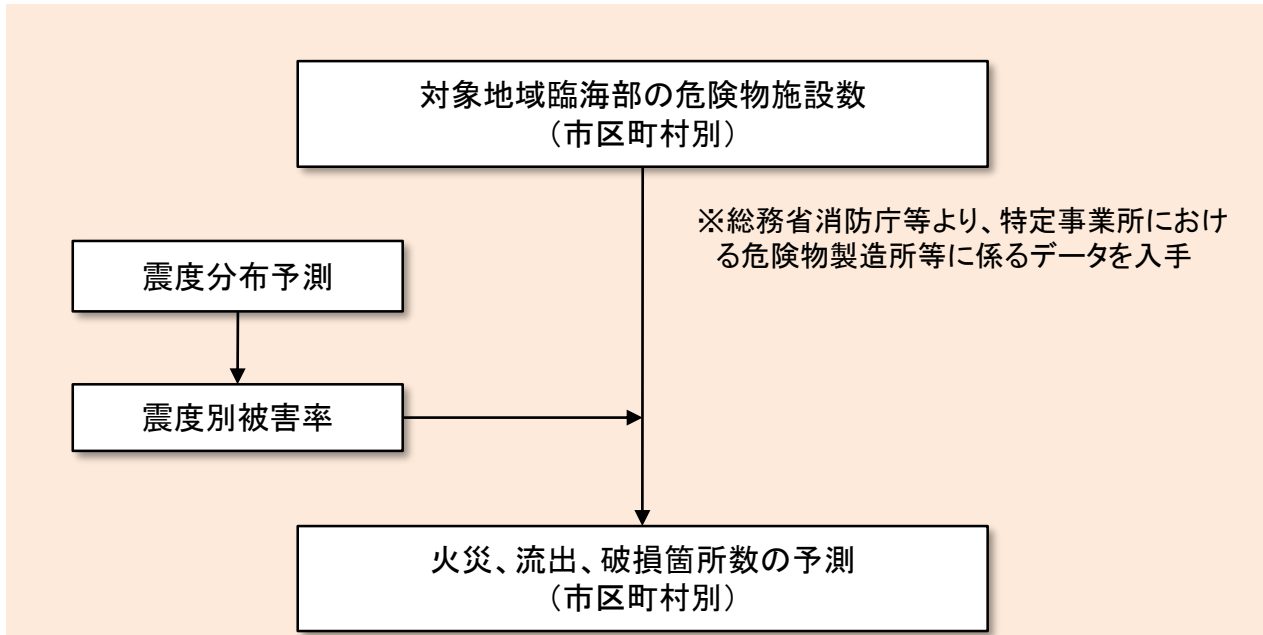 対象地域臨海部の危険物施設数
（市区町村別）
※総務省消防庁等より、特定事業所におけ
る危険物製造所等に係るデータを入手
震度分布予測
震度別被害率
火災、流出、破損箇所数の予測
（市区町村別）